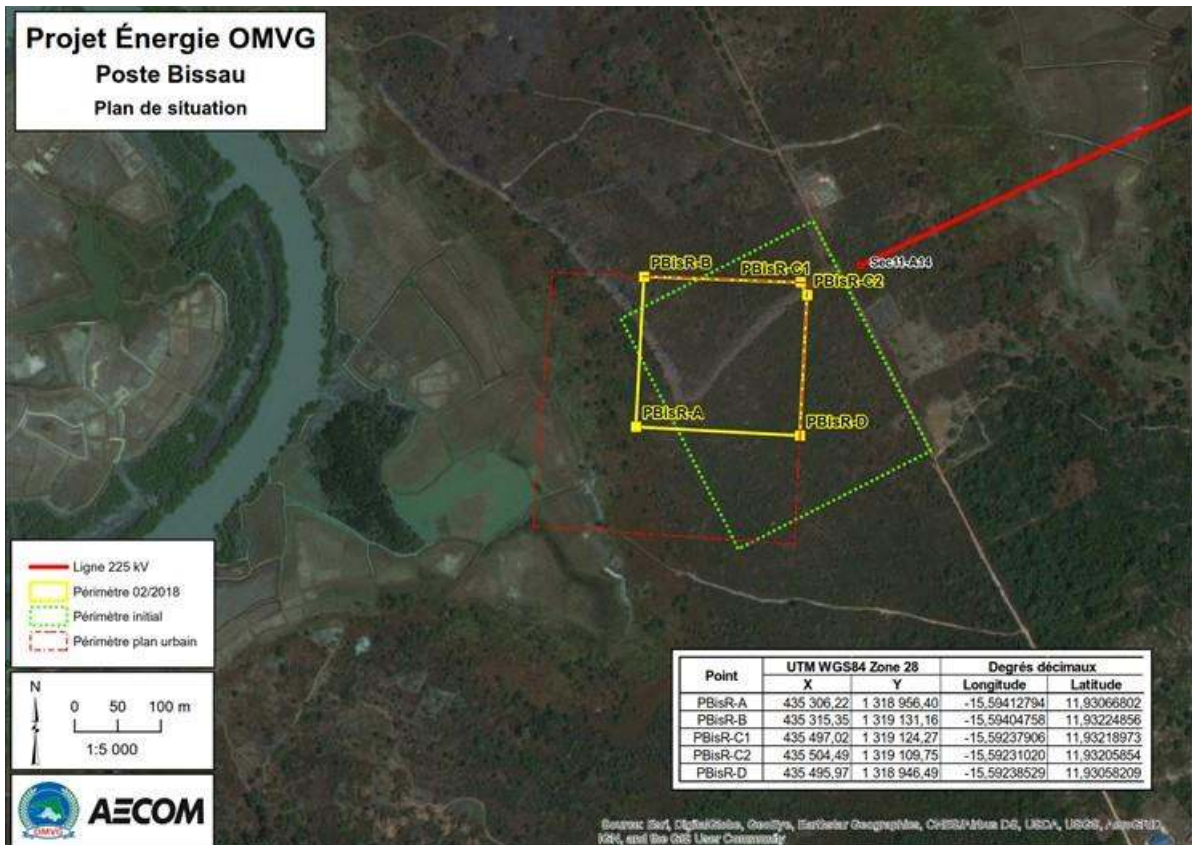 Projet Énergie OMVG
Poste Bissau
Plan de situation
Sec11-A14
PBisR-B
PBisR-C1
PBisR-C2
PBisR-A
PBisR-D
Ligne 225 kV
Périmètre 02/2018
Périmètre initial
Périmètre plan urbain
N
0 50 100 m
1:5 000
OMVG
AECOM
Point UTM WGS84 Zone 28 Degrés décimaux
X Y Longitude Latitude
PBisR-A 435 306,22 1 318 956,40 -15,59412794 11,93066802
PBisR-B 435 315,35 1 319 131,16 -15,59404758 11,93224856
PBisR-C1 435 497,02 1 319 124,27 -15,59237906 11,93218973
PBisR-C2 435 504,49 1 319 109,75 -15,59231020 11,93205854
PBisR-D 435 495,97 1 318 946,49 -15,59238529 11,93058209
Source: Esri, DigitalGlobe, GeoEye, Earthstar Geographics, CNES/Airbus DS, USDA, USGS, AeroGRID,
IGN, and the GIS User Community